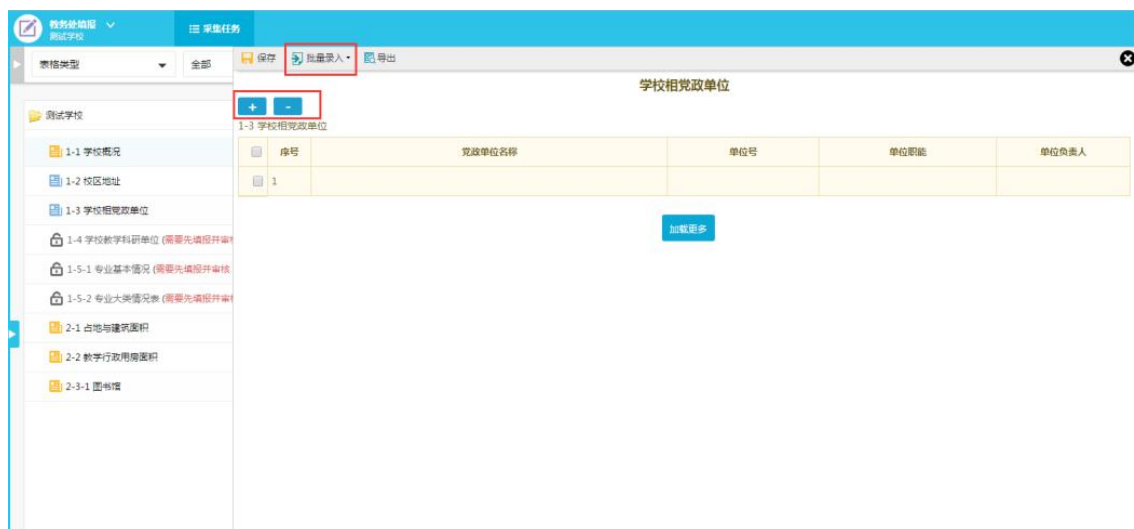 教务处填报
测试学校
采集任务
表格类型 全部
保存 批量录入 导出
学校相党政单位
+ -
1-3 学校相党政单位
序号 党政单位名称 单位号 单位职能 单位负责人
1
加载更多
测试学校
1-1 学校概况
1-2 校区地址
1-3 学校相党政单位
1-4 学校教学科研单位 (需要先填报并审核
1-5-1 专业基本情况 (需要先填报并审核
1-5-2 专业大类情况表 (需要先填报并审核
2-1 占地与建筑面积
2-2 教学行政用房面积
2-3-1 图书馆